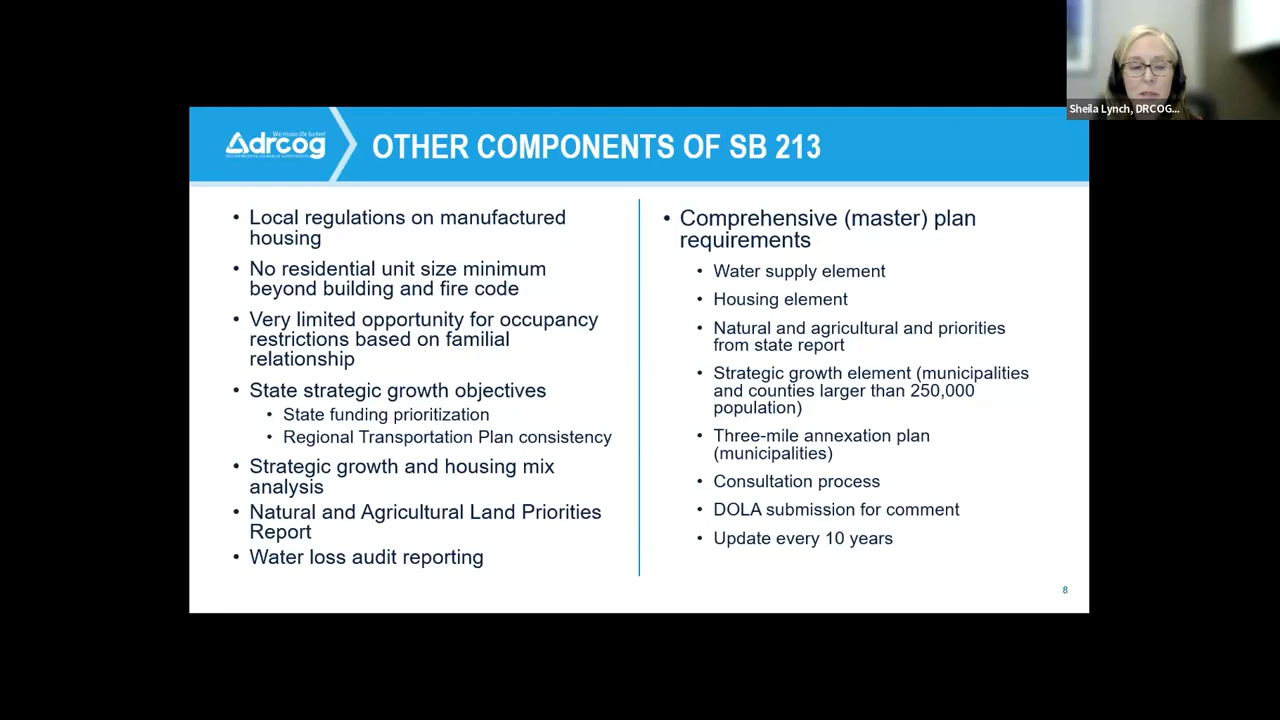 Sheila Lynch, DRCOG...
We make life better!
drcog
OTHER COMPONENTS OF SB 213
• Local regulations on manufactured
housing
• No residential unit size minimum
beyond building and fire code
• Very limited opportunity for occupancy
restrictions based on familial
relationship
• State strategic growth objectives
• State funding prioritization
• Regional Transportation Plan consistency
• Strategic growth and housing mix
analysis
• Natural and Agricultural Land Priorities
Report
• Water loss audit reporting
• Comprehensive (master) plan
requirements
• Water supply element
• Housing element
• Natural and agricultural and priorities
from state report
• Strategic growth element (municipalities
and counties larger than 250,000
population)
• Three-mile annexation plan
(municipalities)
• Consultation process
• DOLA submission for comment
• Update every 10 years
8